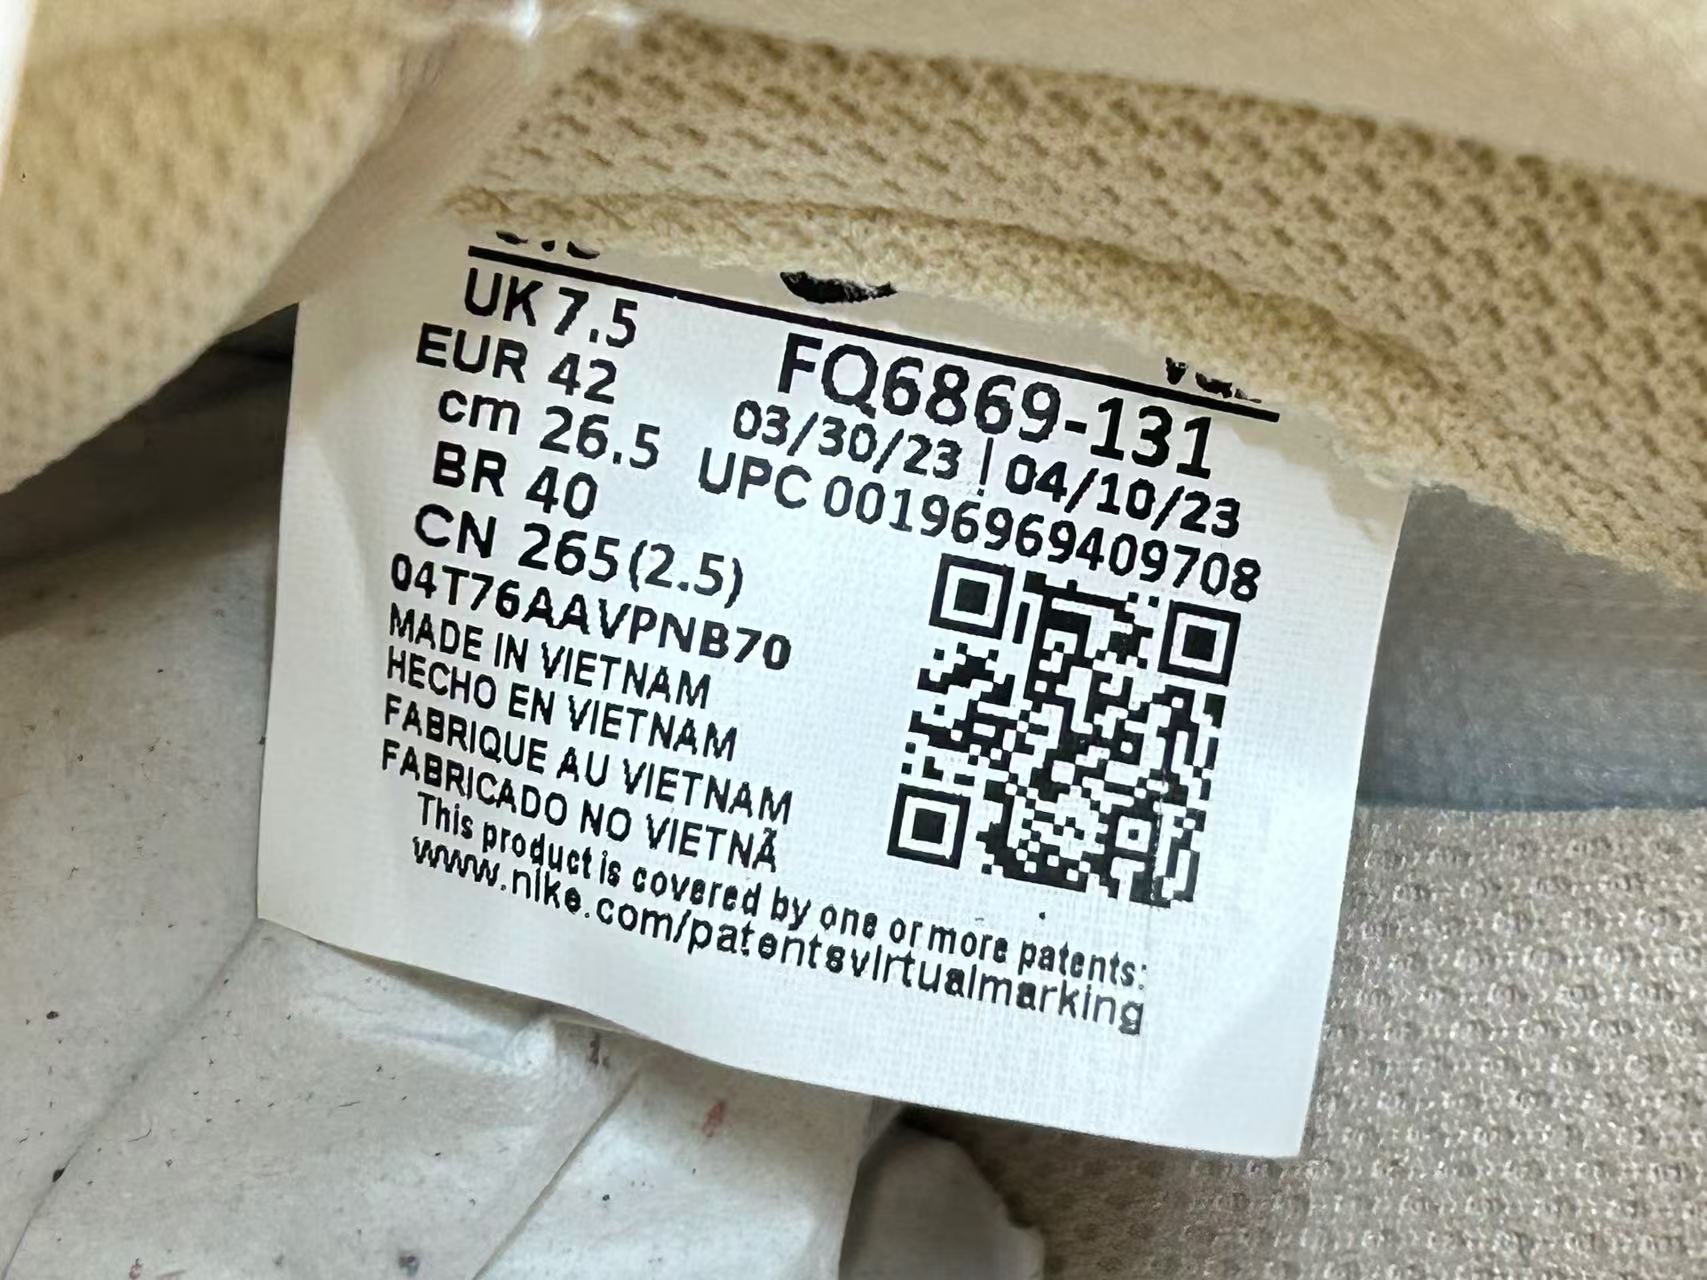 UK 7.5
EUR 42
cm 26.5
BR 40
CN 265(2.5)
04T76AAVPNB70
MADE IN VIETNAM
HECHO EN VIETNAM
FABRIQUE AU VIETNAM
FABRICADO NO VIETNÃ
This product is covered by one or more patents:
www.nike.com/patentsvirtualmarking
FQ6869-131
03/30/23 | 04/10/23
UPC 00196969409708